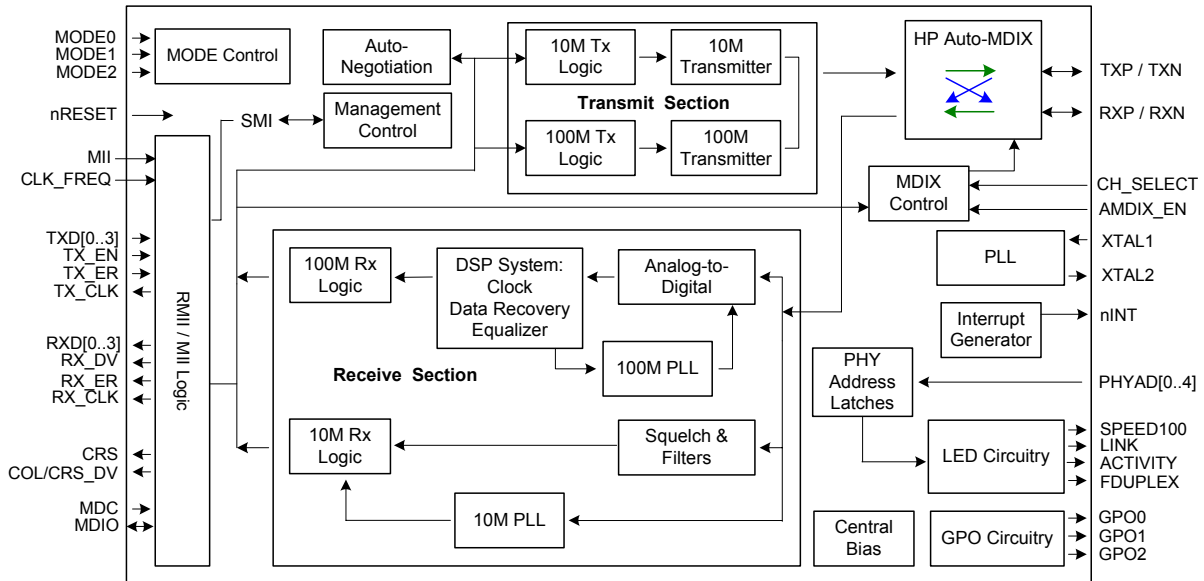 MODE0
MODE1
MODE2
nRESET
MII
CLK_FREQ
TXD[0..3]
TX_EN
TX_ER
TX_CLK
RXD[0..3]
RX_DV
RX_ER
RX_CLK
CRS
COL/CRS_DV
MDC
MDIO
MODE Control
RMII / MII Logic
Auto-
Negotiation
SMI
Management
Control
10M Tx
Logic
10M
Transmitter
Transmit Section
100M Tx
Logic
100M
Transmitter
100M Rx
Logic
DSP System:
Clock
Data Recovery
Equalizer
Analog-to-
Digital
100M PLL
Receive Section
10M Rx
Logic
Squelch &
Filters
10M PLL
HP Auto-MDIX
MDIX
Control
PLL
Interrupt
Generator
PHY
Address
Latches
LED Circuitry
Central
Bias
GPO Circuitry
TXP / TXN
RXP / RXN
CH_SELECT
AMDIX_EN
XTAL1
XTAL2
nINT
PHYAD[0..4]
SPEED100
LINK
ACTIVITY
FDUPLEX
GPO0
GPO1
GPO2